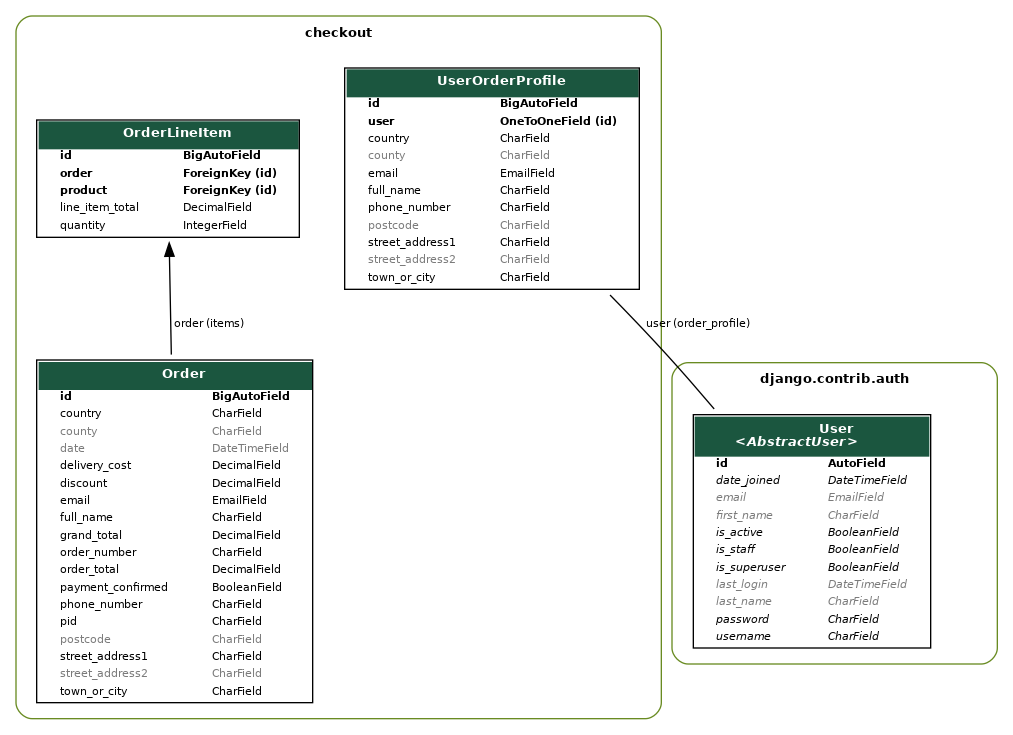 checkout
UserOrderProfile
id BigAutoField
user OneToOneField (id)
country CharField
county CharField
email EmailField
full_name CharField
phone_number CharField
postcode CharField
street_address1 CharField
street_address2 CharField
town_or_city CharField
OrderLineItem
id BigAutoField
order ForeignKey (id)
product ForeignKey (id)
line_item_total DecimalField
quantity IntegerField
order (items)
user (order_profile)
Order
id BigAutoField
country CharField
county CharField
date DateTimeField
delivery_cost DecimalField
discount DecimalField
email EmailField
full_name CharField
grand_total DecimalField
order_number CharField
order_total DecimalField
payment_confirmed BooleanField
phone_number CharField
pid CharField
postcode CharField
street_address1 CharField
street_address2 CharField
town_or_city CharField
django.contrib.auth
User
<AbstractUser>
id AutoField
date_joined DateTimeField
email EmailField
first_name CharField
is_active BooleanField
is_staff BooleanField
is_superuser BooleanField
last_login DateTimeField
last_name CharField
password CharField
username CharField